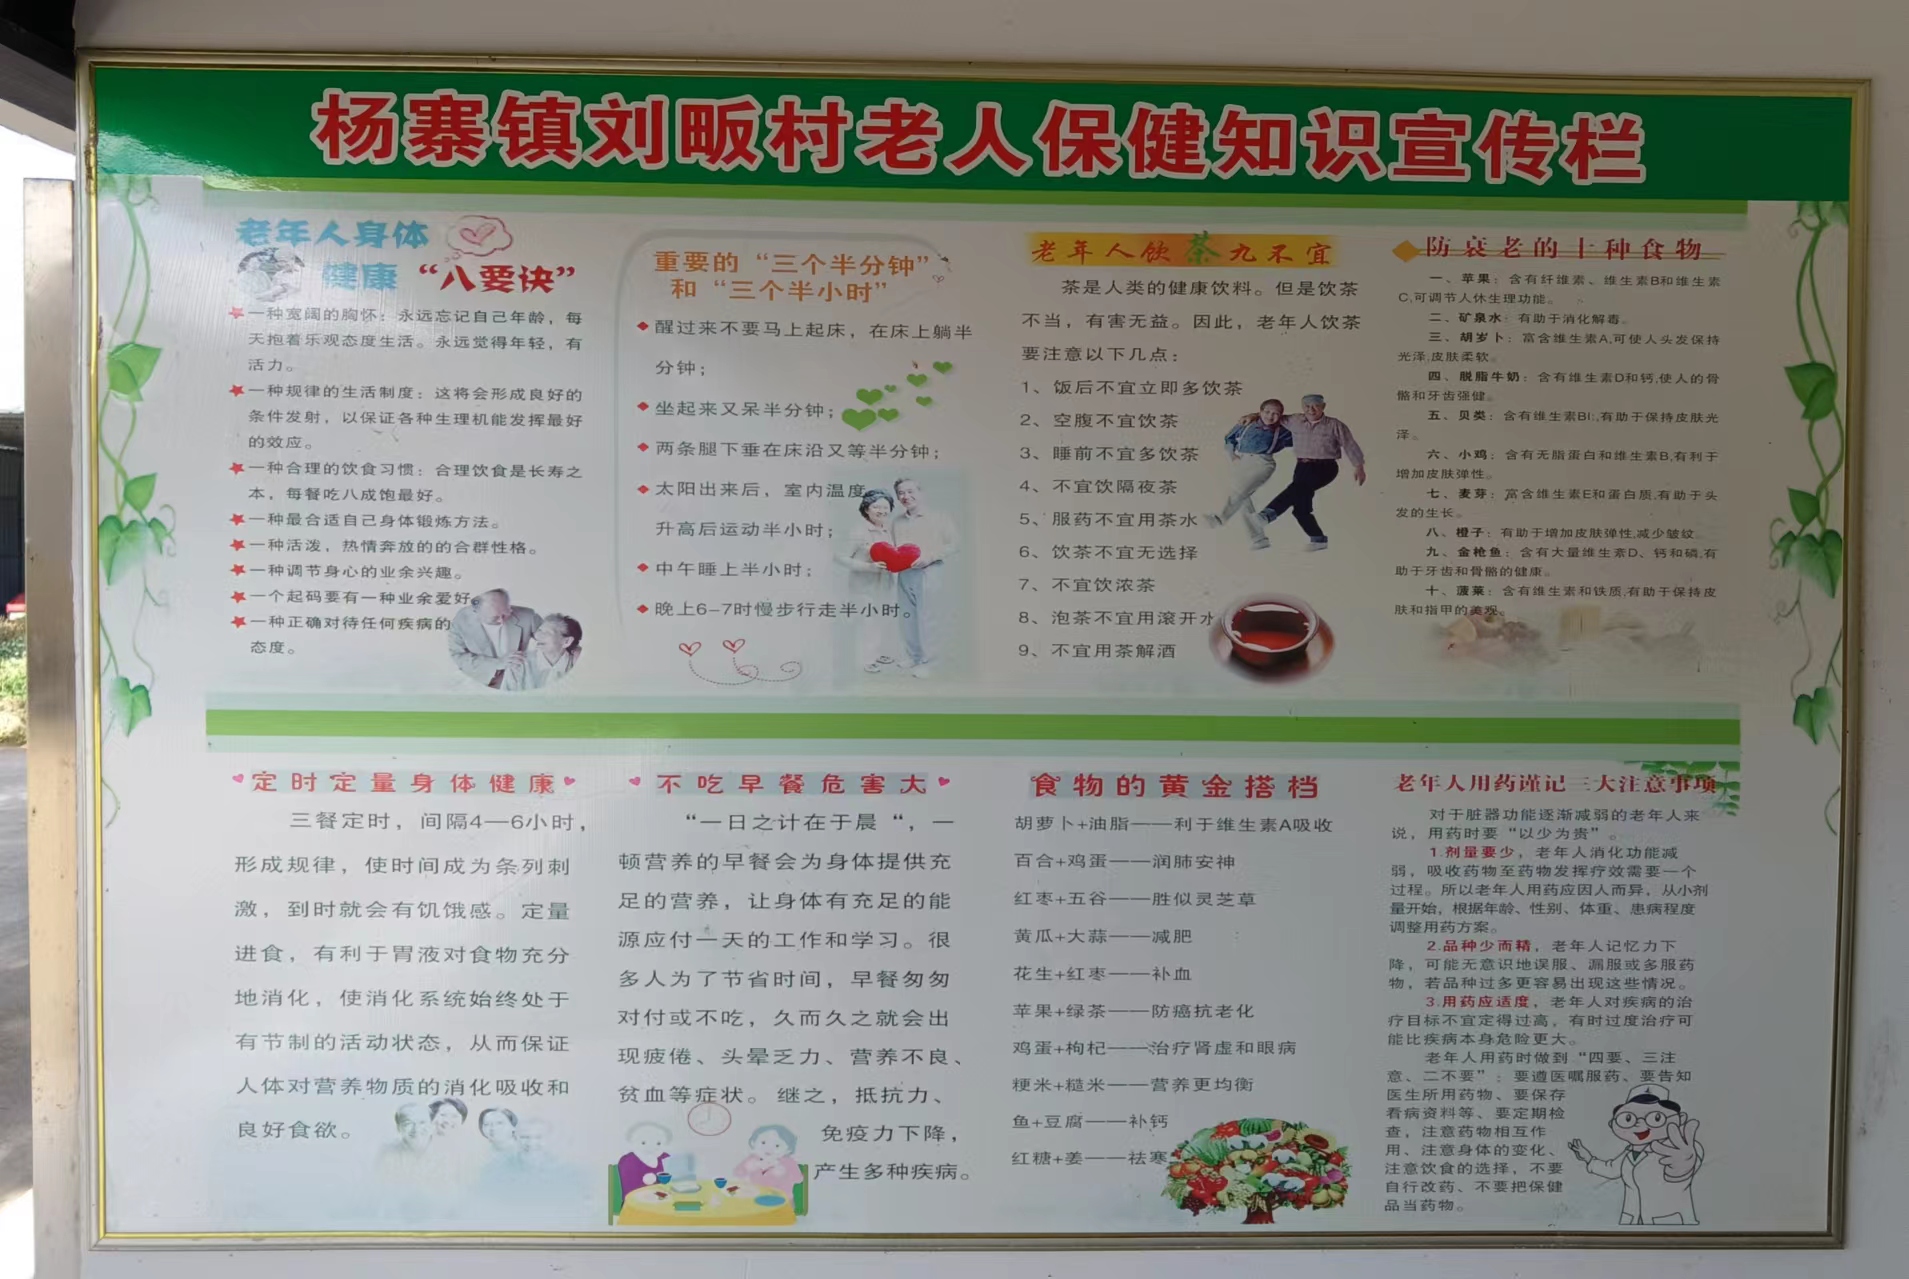 杨寨镇刘畈村老人保健知识宣传栏
老年人身体
健康“八要诀”
一种宽阔的胸怀：永远忘记自己年龄，每
天抱着乐观态度生活。永远觉得年轻，有
活力。
一种规律的生活制度：这将会形成良好的
条件发射，以保证各种生理机能发挥最好
的效应。
一种合理的饮食习惯：合理饮食是长寿之
本，每餐吃八成饱最好。
一种最合适自己身体锻炼方法。
一种活泼，热情奔放的的合群性格。
一种调节身心的业余兴趣。
一个起码要有一种业余爱好。
一种正确对待任何疾病的
态度。
重要的“三个半分钟”
和“三个半小时”
醒过来不要马上起床，在床上躺半
分钟；
坐起来又呆半分钟；
两条腿下垂在床沿又等半分钟；
太阳出来后，室内温度
升高后运动半小时；
中午睡上半小时；
晚上6-7时慢步行走半小时。
老年人饮茶九不宜
茶是人类的健康饮料。但是饮茶
不当，有害无益。因此，老年人饮茶
要注意以下几点：
1、饭后不宜立即多饮茶
2、空腹不宜饮茶
3、睡前不宜多饮茶
4、不宜饮隔夜茶
5、服药不宜用茶水
6、饮茶不宜无选择
7、不宜饮浓茶
8、泡茶不宜用滚开水
9、不宜用茶解酒
防衰老的十种食物
一、苹果：含有纤维素、维生素B和维生素
C,可调节人休生理功能。
二、矿泉水：有助于消化解毒。
三、胡岁卜：富含维生素A,可使人头发保持
光泽,皮肤柔软。
四、脱脂牛奶：含有维生素D和钙,使人的骨
骼和牙齿强健。
五、贝类：含有维生素BI:,有助于保持皮肤光
泽。
六、小鸡：含有无脂蛋白和维生素B,有利于
增加皮肤弹性。
七、麦芽：富含维生素E和蛋白质,有助于头
发的生长。
八、橙子：有助于增加皮肤弹性,减少皱纹
九、金枪鱼：含有大量维生素D、钙和磷,有
助于牙齿和骨骼的健康。
十、菠莱：含有维生素和铁质,有助于保持皮
肤和指甲的美观。
定时定量身体健康
三餐定时，间隔4—6小时，
形成规律，使时间成为条列刺
激，到时就会有饥饿感。定量
进食，有利于胃液对食物充分
地消化，使消化系统始终处于
有节制的活动状态，从而保证
人体对营养物质的消化吸收和
良好食欲。
不吃早餐危害大
“一日之计在于晨“，一
顿营养的早餐会为身体提供充
足的营养，让身体有充足的能
源应付一天的工作和学习。很
多人为了节省时间，早餐匆匆
对付或不吃，久而久之就会出
现疲倦、头晕乏力、营养不良、
贫血等症状。继之，抵抗力、
免疫力下降，
产生多种疾病。
食物的黄金搭档
胡萝卜+油脂——利于维生素A吸收
百合+鸡蛋——润肺安神
红枣+五谷——胜似灵芝草
黄瓜+大蒜——减肥
花生+红枣——补血
苹果+绿茶——防癌抗老化
鸡蛋+枸杞——治疗肾虚和眼病
粳米+糙米——营养更均衡
鱼+豆腐——补钙
红糖+姜——祛寒
老年人用药谨记三大注意事项
对于脏器功能逐渐减弱的老年人来
说，用药时要“以少为贵”。
1.剂量要少，老年人消化功能减
弱，吸收药物至药物发挥疗效需要一个
过程。所以老年人用药应因人而异，从小剂
量开始，根据年龄、性别、体重、患病程度
调整用药方案。
2.品种少而精，老年人记忆力下
降，可能无意识地误服、漏服或多服药
物，若品种过多更容易出现这些情况。
3.用药应适度，老年人对疾病的治
疗目标不宜定得过高，有时过度治疗可
能比疾病本身危险更大。
老年人用药时做到“四要、三注
意、二不要”：要遵医嘱服药、要告知
医生所用药物、要保存
看病资料等、要定期检
查，注意药物相互作
用、注意身体的变化、
注意饮食的选择，不要
自行改药、不要把保健
品当药物。